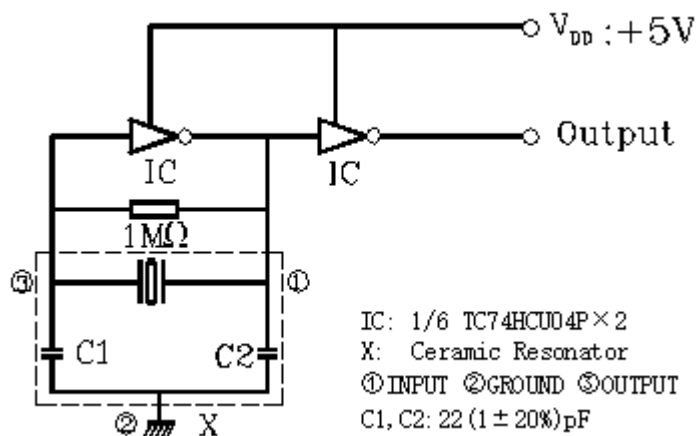 V_DD :+5V
Output
IC
IC
1MΩ
③
①
C1
C2
②
X
IC: 1/6 TC74HCU04P×2
X: Ceramic Resonator
①INPUT ②GROUND ③OUTPUT
C1, C2: 22(1±20%)pF